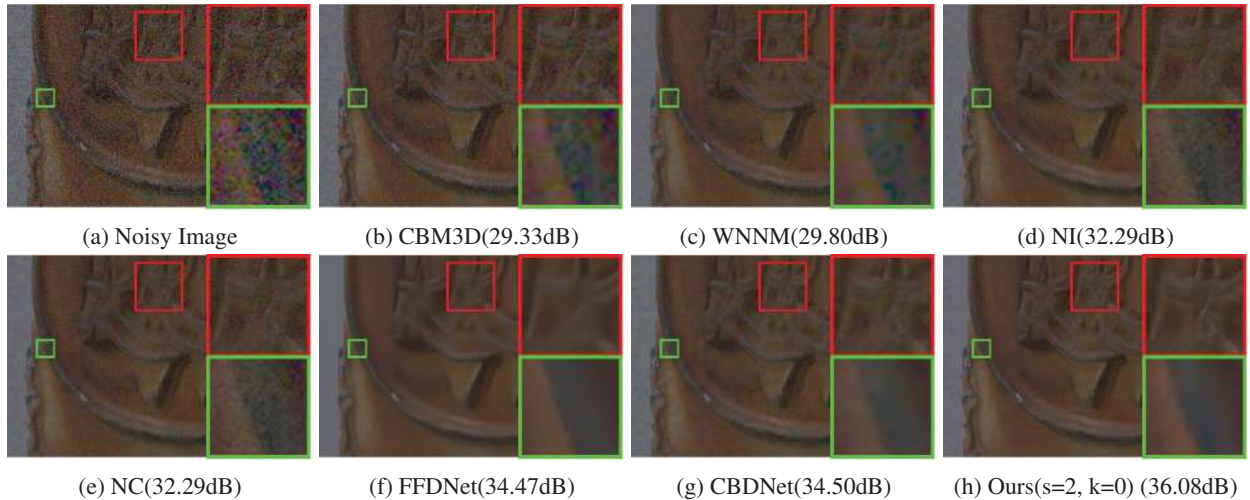 (a) Noisy Image
(b) CBM3D(29.33dB)
(c) WNNM(29.80dB)
(d) NI(32.29dB)
(e) NC(32.29dB)
(f) FFDNet(34.47dB)
(g) CBDNet(34.50dB)
(h) Ours(s=2, k=0) (36.08dB)